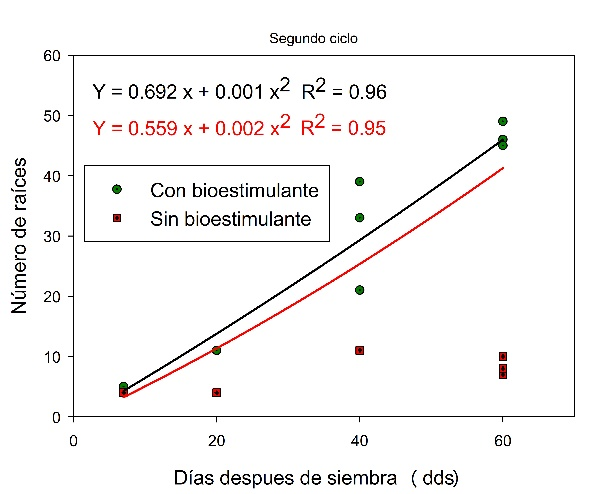 Segundo ciclo
Y = 0.692 x + 0.001 x² R² = 0.96
Y = 0.559 x + 0.002 x² R² = 0.95
Con bioestimulante
Sin bioestimulante
Número de raíces
60
50
40
30
20
10
0
0 20 40 60
Días despues de siembra ( dds)